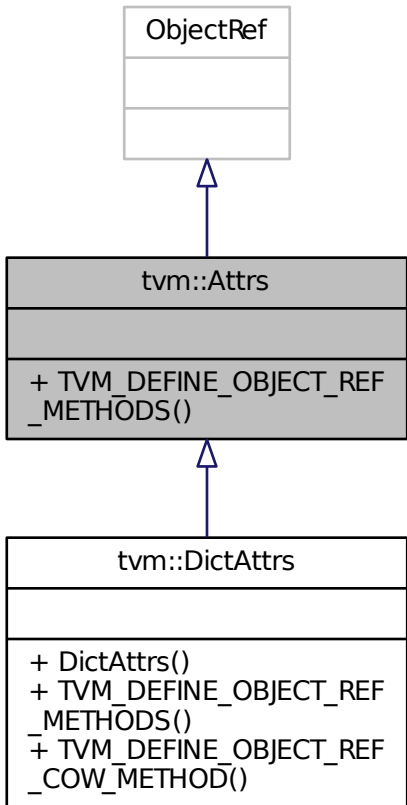 ObjectRef
tvm::Attrs
+ TVM_DEFINE_OBJECT_REF
_METHODS()
tvm::DictAttrs
+ DictAttrs()
+ TVM_DEFINE_OBJECT_REF
_METHODS()
+ TVM_DEFINE_OBJECT_REF
_COW_METHOD()